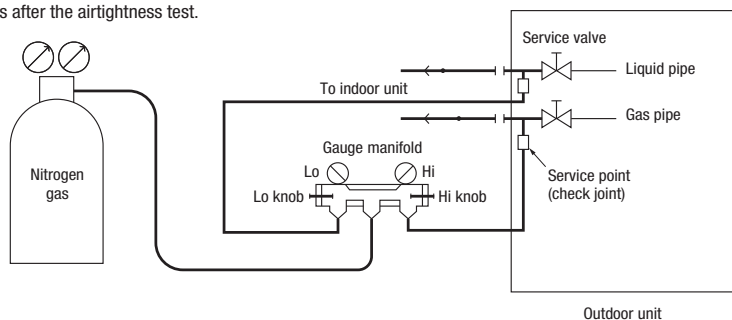 s after the airtightness test.
Service valve
Liquid pipe
To indoor unit
Gas pipe
Gauge manifold
Lo
Hi
Nitrogen
gas
Lo knob
Hi knob
Service point
(check joint)
Outdoor unit